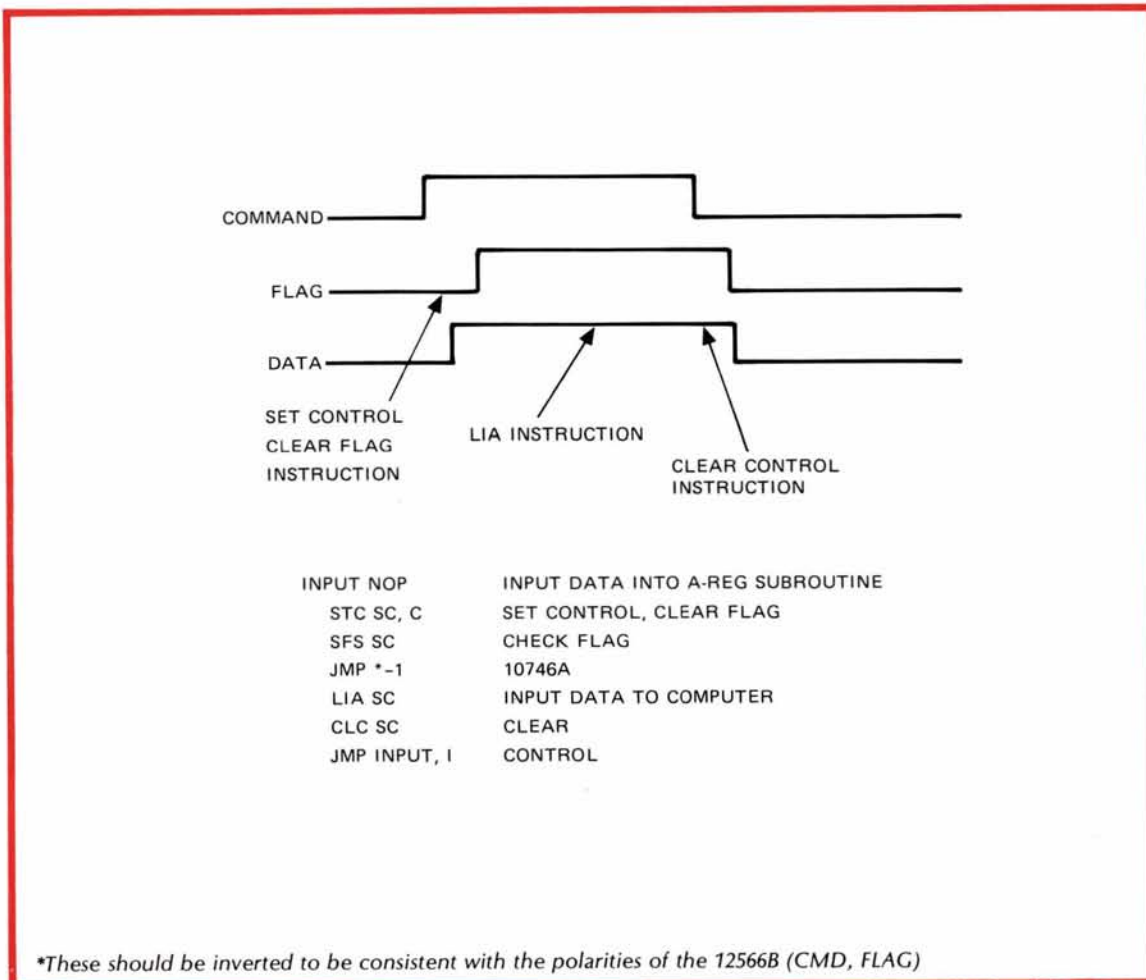 COMMAND
FLAG
DATA
SET CONTROL
CLEAR FLAG
INSTRUCTION
LIA INSTRUCTION
CLEAR CONTROL
INSTRUCTION
INPUT NOP INPUT DATA INTO A-REG SUBROUTINE
STC SC, C SET CONTROL, CLEAR FLAG
SFS SC CHECK FLAG
JMP *-1 10746A
LIA SC INPUT DATA TO COMPUTER
CLC SC CLEAR
JMP INPUT, I CONTROL
*These should be inverted to be consistent with the polarities of the 12566B (CMD, FLAG)